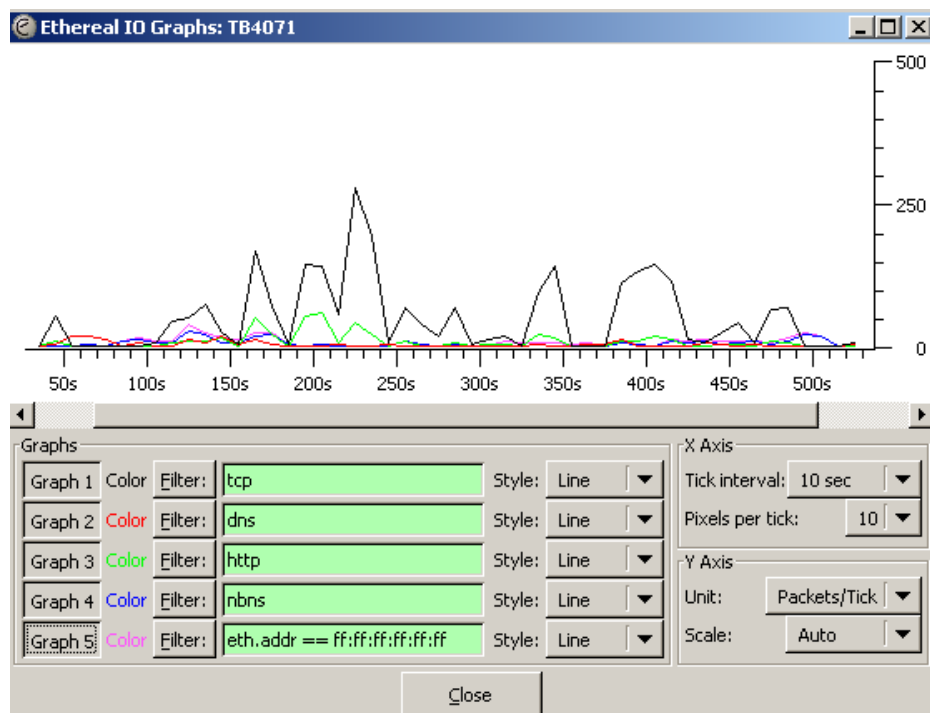 Ethereal IO Graphs: TB4071
500
250
0
50s 100s 150s 200s 250s 300s 350s 400s 450s 500s
Graphs
Graph 1 Color Filter: tcp Style: Line
Graph 2 Color Filter: dns Style: Line
Graph 3 Color Filter: http Style: Line
Graph 4 Color Filter: nbns Style: Line
Graph 5 Color Filter: eth.addr == ff:ff:ff:ff:ff:ff Style: Line
X Axis
Tick interval: 10 sec
Pixels per tick: 10
Y Axis
Unit: Packets/Tick
Scale: Auto
Close